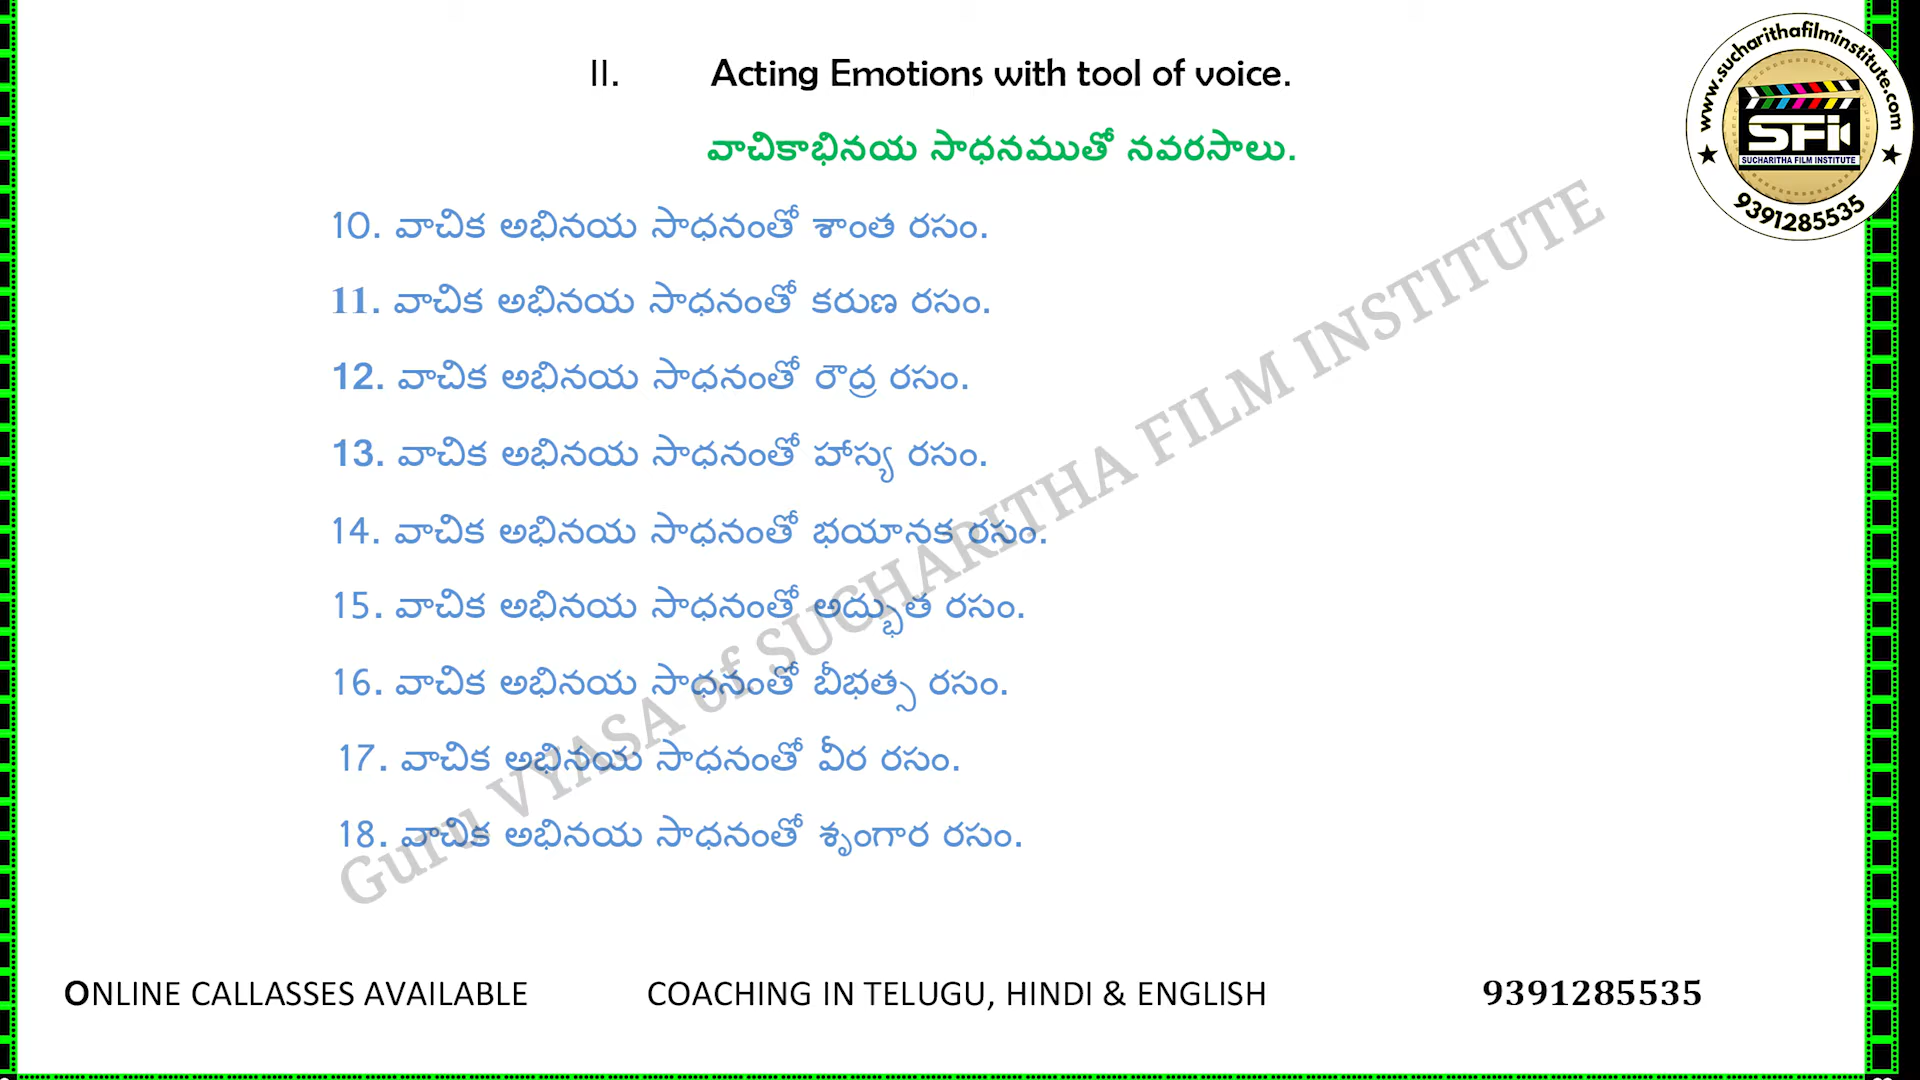 II. Acting Emotions with tool of voice.
వాచికాభినయ సాధనముతో నవరసాలు.
10. వాచిక అభినయ సాధనంతో శాంత రసం.
11. వాచిక అభినయ సాధనంతో కరుణ రసం.
12. వాచిక అభినయ సాధనంతో రౌద్ర రసం.
13. వాచిక అభినయ సాధనంతో హాస్య రసం.
14. వాచిక అభినయ సాధనంతో భయానక రసం.
15. వాచిక అభినయ సాధనంతో అద్భుత రసం.
16. వాచిక అభినయ సాధనంతో బీభత్స రసం.
17. వాచిక అభినయ సాధనంతో వీర రసం.
18. వాచిక అభినయ సాధనంతో శృంగార రసం.
Guru VYASA of SUCHARITHA FILM INSTITUTE
www.sucharithafilminstitute.com
SFI
SUCHARITHA FILM INSTITUTE
9391285535
ONLINE CALLASSES AVAILABLE COACHING IN TELUGU, HINDI & ENGLISH 9391285535